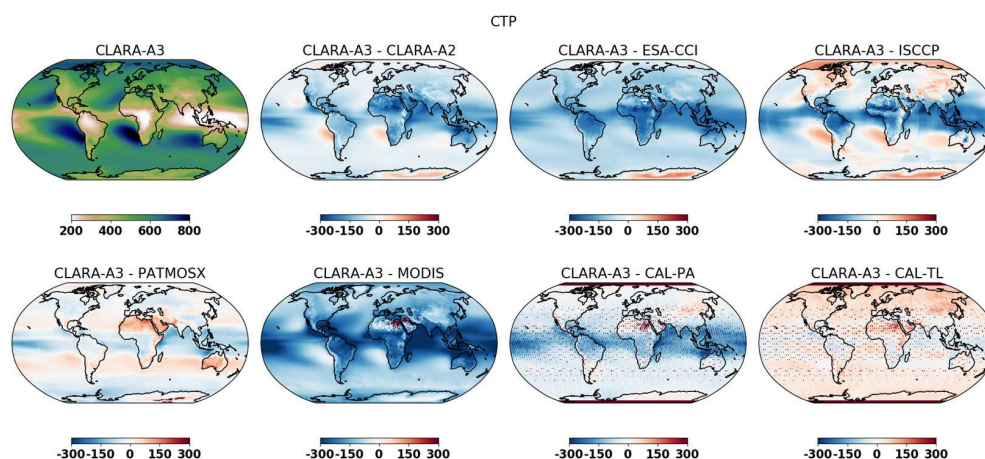 CTP
CLARA-A3
CLARA-A3 - CLARA-A2
CLARA-A3 - ESA-CCI
CLARA-A3 - ISCCP
200 400 600 800
-300 -150 0 150 300
-300 -150 0 150 300
-300 -150 0 150 300
CLARA-A3 - PATMOSX
CLARA-A3 - MODIS
CLARA-A3 - CAL-PA
CLARA-A3 - CAL-TL
-300 -150 0 150 300
-300 -150 0 150 300
-300 -150 0 150 300
-300 -150 0 150 300